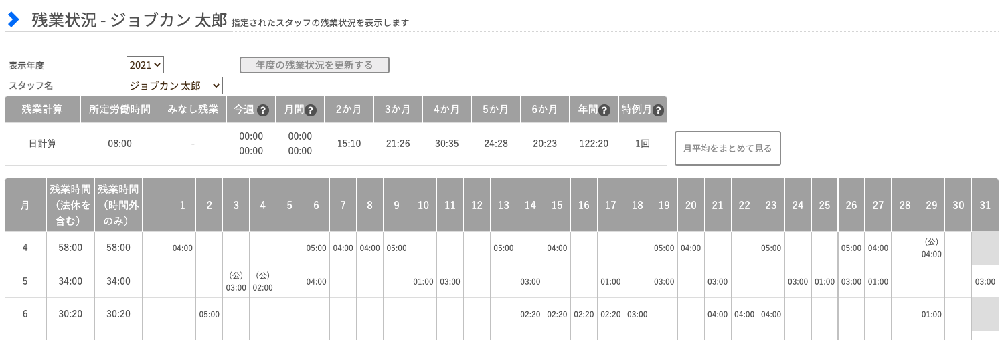 残業状況 - ジョブカン 太郎 指定されたスタッフの残業状況を表示します
表示年度 2021 年度の残業状況を更新する
スタッフ名 ジョブカン 太郎
残業計算 所定労働時間 みなし残業 今週 ? 月間 ? 2か月 3か月 4か月 5か月 6か月 年間 ? 特例月 ?
日計算 08:00 - 00:00 00:00 15:10 21:26 30:35 24:28 20:23 122:20 1回
00:00 00:00
月平均をまとめて見る
月 残業時間（法休を含む） 残業時間（時間外のみ） 1 2 3 4 5 6 7 8 9 10 11 12 13 14 15 16 17 18 19 20 21 22 23 24 25 26 27 28 29 30 31
4 58:00 58:00 04:00 05:00 04:00 04:00 05:00 05:00 04:00 05:00 04:00 05:00 05:00 04:00 （公） 04:00
5 34:00 34:00 （公） 03:00 （公） 02:00 04:00 01:00 03:00 03:00 01:00 03:00 03:00 03:00 01:00 03:00 01:00 03:00
6 30:20 30:20 05:00 02:20 02:20 02:20 02:20 03:00 04:00 04:00 04:00 01:00